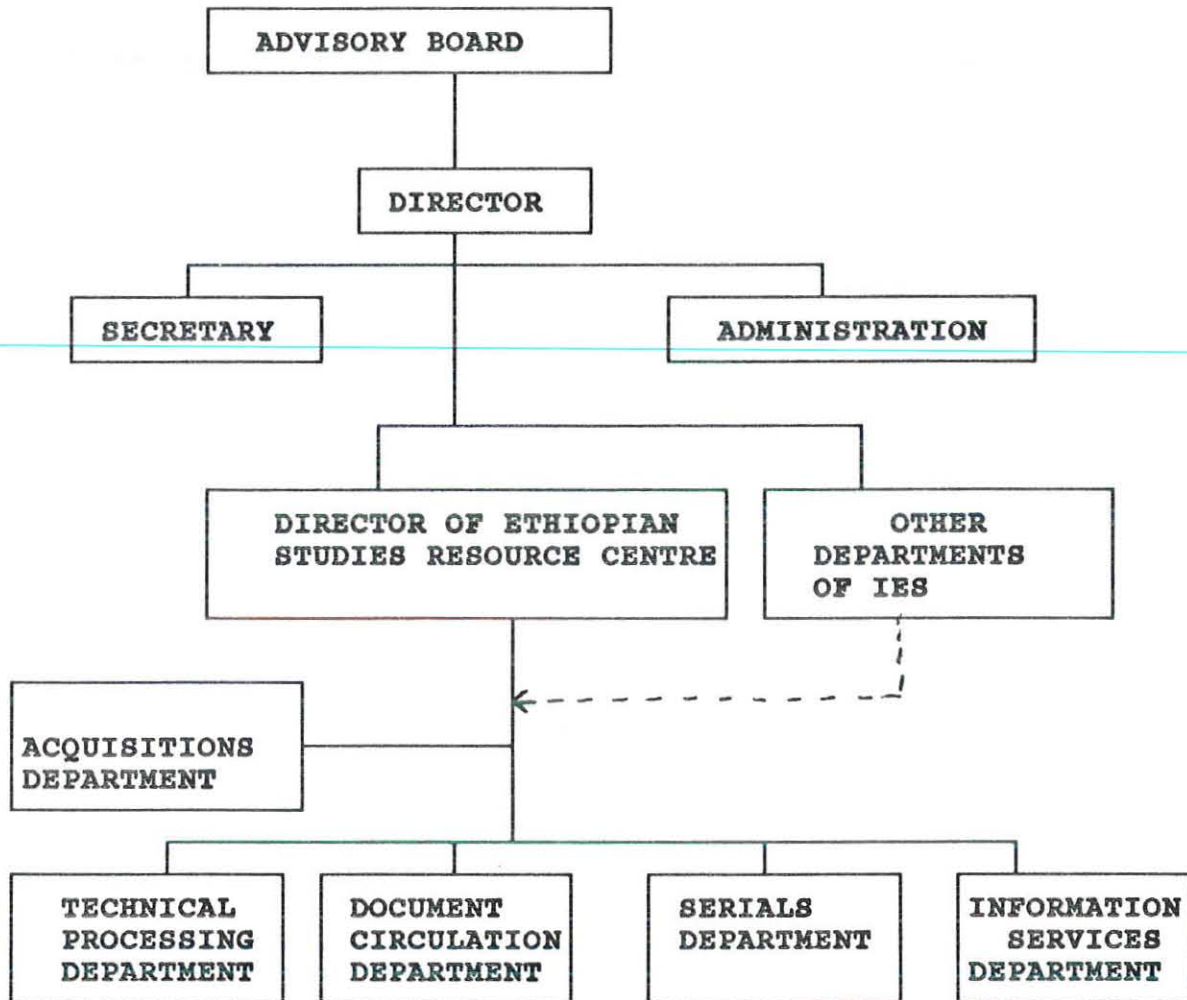 ADVISORY BOARD
DIRECTOR
SECRETARY
ADMINISTRATION
DIRECTOR OF ETHIOPIAN
STUDIES RESOURCE CENTRE
OTHER
DEPARTMENTS
OF IES
ACQUISITIONS
DEPARTMENT
TECHNICAL
PROCESSING
DEPARTMENT
DOCUMENT
CIRCULATION
DEPARTMENT
SERIALS
DEPARTMENT
INFORMATION
SERVICES
DEPARTMENT